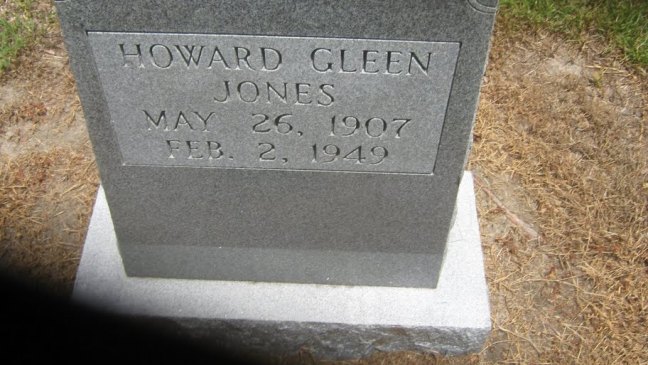 HOWARD GLEEN
JONES
MAY 26, 1907
FEB. 2, 1949